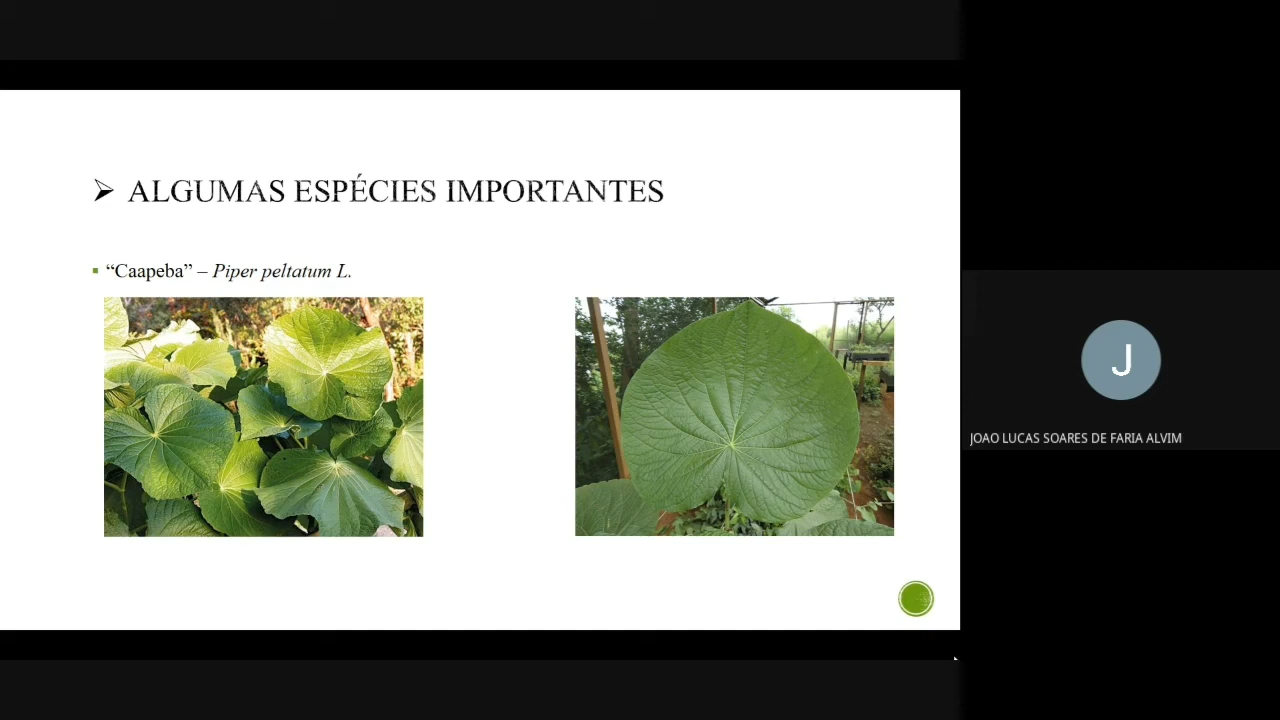 ALGUMAS ESPÉCIES IMPORTANTES
“Caapeba” – Piper peltatum L.
J
JOAO LUCAS SOARES DE FARIA ALVIM